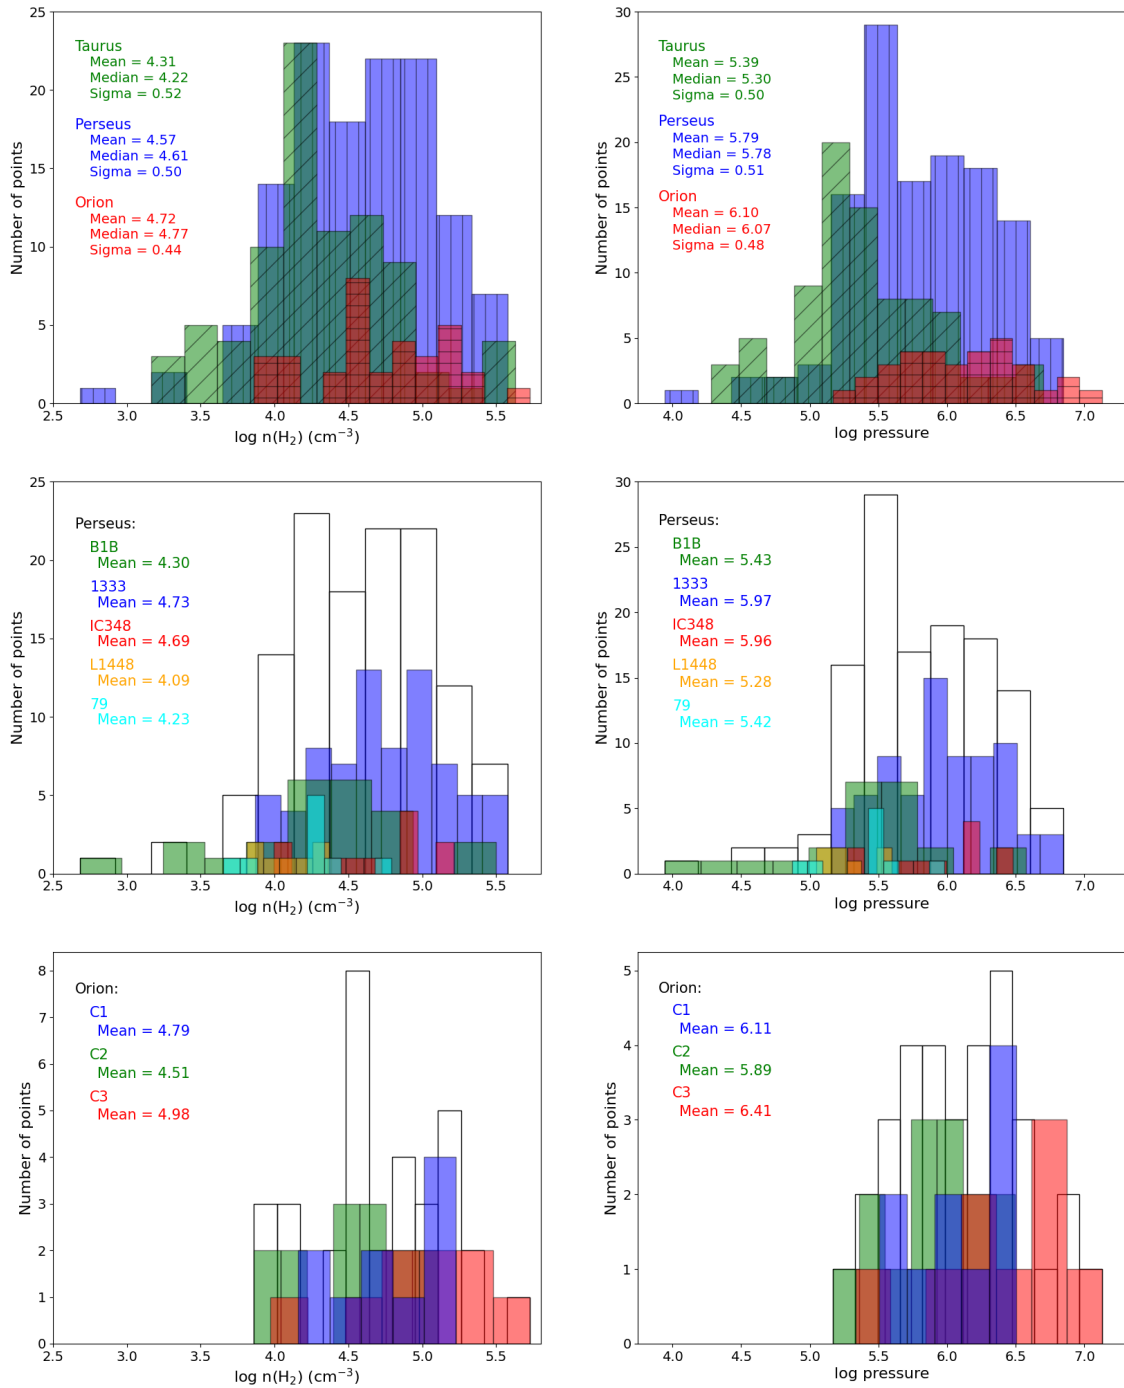 25
20
15
10
5
0
Number of points
Taurus
Mean = 4.31
Median = 4.22
Sigma = 0.52
Perseus
Mean = 4.57
Median = 4.61
Sigma = 0.50
Orion
Mean = 4.72
Median = 4.77
Sigma = 0.44
2.5 3.0 3.5 4.0 4.5 5.0 5.5
log n(H₂) (cm⁻³)
30
25
20
15
10
5
0
Number of points
Taurus
Mean = 5.39
Median = 5.30
Sigma = 0.50
Perseus
Mean = 5.79
Median = 5.78
Sigma = 0.51
Orion
Mean = 6.10
Median = 6.07
Sigma = 0.48
4.0 4.5 5.0 5.5 6.0 6.5 7.0
log pressure
25
20
15
10
5
0
Number of points
Perseus:
B1B
Mean = 4.30
1333
Mean = 4.73
IC348
Mean = 4.69
L1448
Mean = 4.09
79
Mean = 4.23
2.5 3.0 3.5 4.0 4.5 5.0 5.5
log n(H₂) (cm⁻³)
30
25
20
15
10
5
0
Number of points
Perseus:
B1B
Mean = 5.43
1333
Mean = 5.97
IC348
Mean = 5.96
L1448
Mean = 5.28
79
Mean = 5.42
4.0 4.5 5.0 5.5 6.0 6.5 7.0
log pressure
8
7
6
5
4
3
2
1
0
Number of points
Orion:
C1
Mean = 4.79
C2
Mean = 4.51
C3
Mean = 4.98
2.5 3.0 3.5 4.0 4.5 5.0 5.5
log n(H₂) (cm⁻³)
5
4
3
2
1
0
Number of points
Orion:
C1
Mean = 6.11
C2
Mean = 5.89
C3
Mean = 6.41
4.0 4.5 5.0 5.5 6.0 6.5 7.0
log pressure